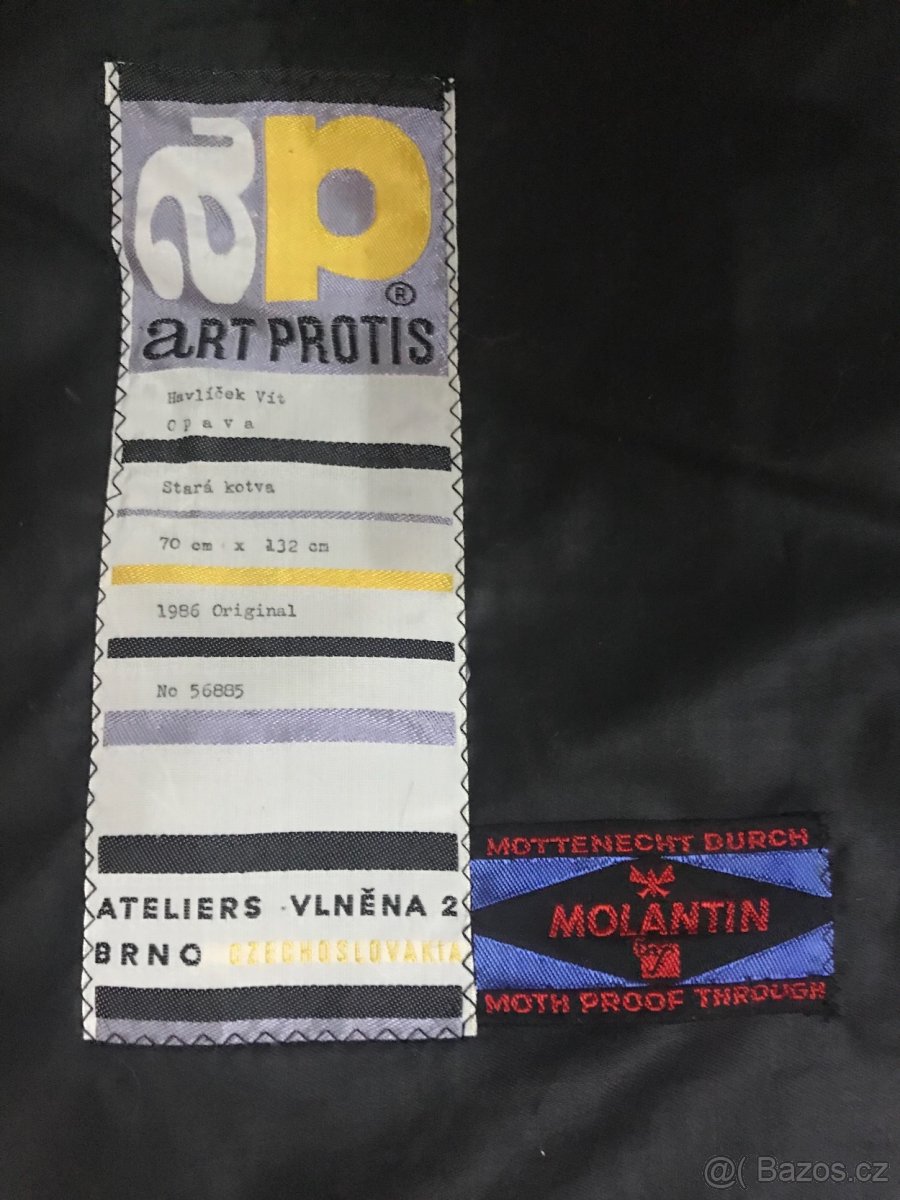 ap
®
aRT PROTIS
Havlíček Vít
Opava
Stará kotva
70 cm x 132 cm
1986 Original
No 56885
ATELIERS VLNĚNA 2
BRNO CZECHOSLOVAKIA
MOTTENECHT DURCH
MOLANTIN
MOTH PROOF THROUGH
@( Bazos.cz